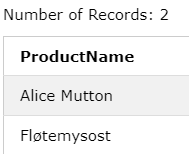 Number of Records: 2
ProductName
Alice Mutton
Fløtemysost